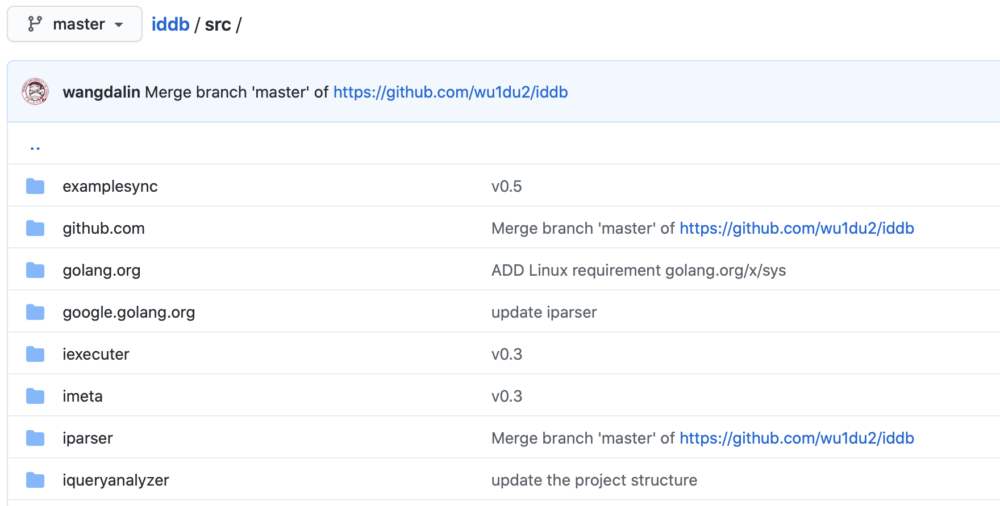 master iddb / src /
wangdalin Merge branch 'master' of https://github.com/wu1du2/iddb
..
examplesync v0.5
github.com Merge branch 'master' of https://github.com/wu1du2/iddb
golang.org ADD Linux requirement golang.org/x/sys
google.golang.org update iparser
iexecuter v0.3
imeta v0.3
iparser Merge branch 'master' of https://github.com/wu1du2/iddb
iqueryanalyzer update the project structure